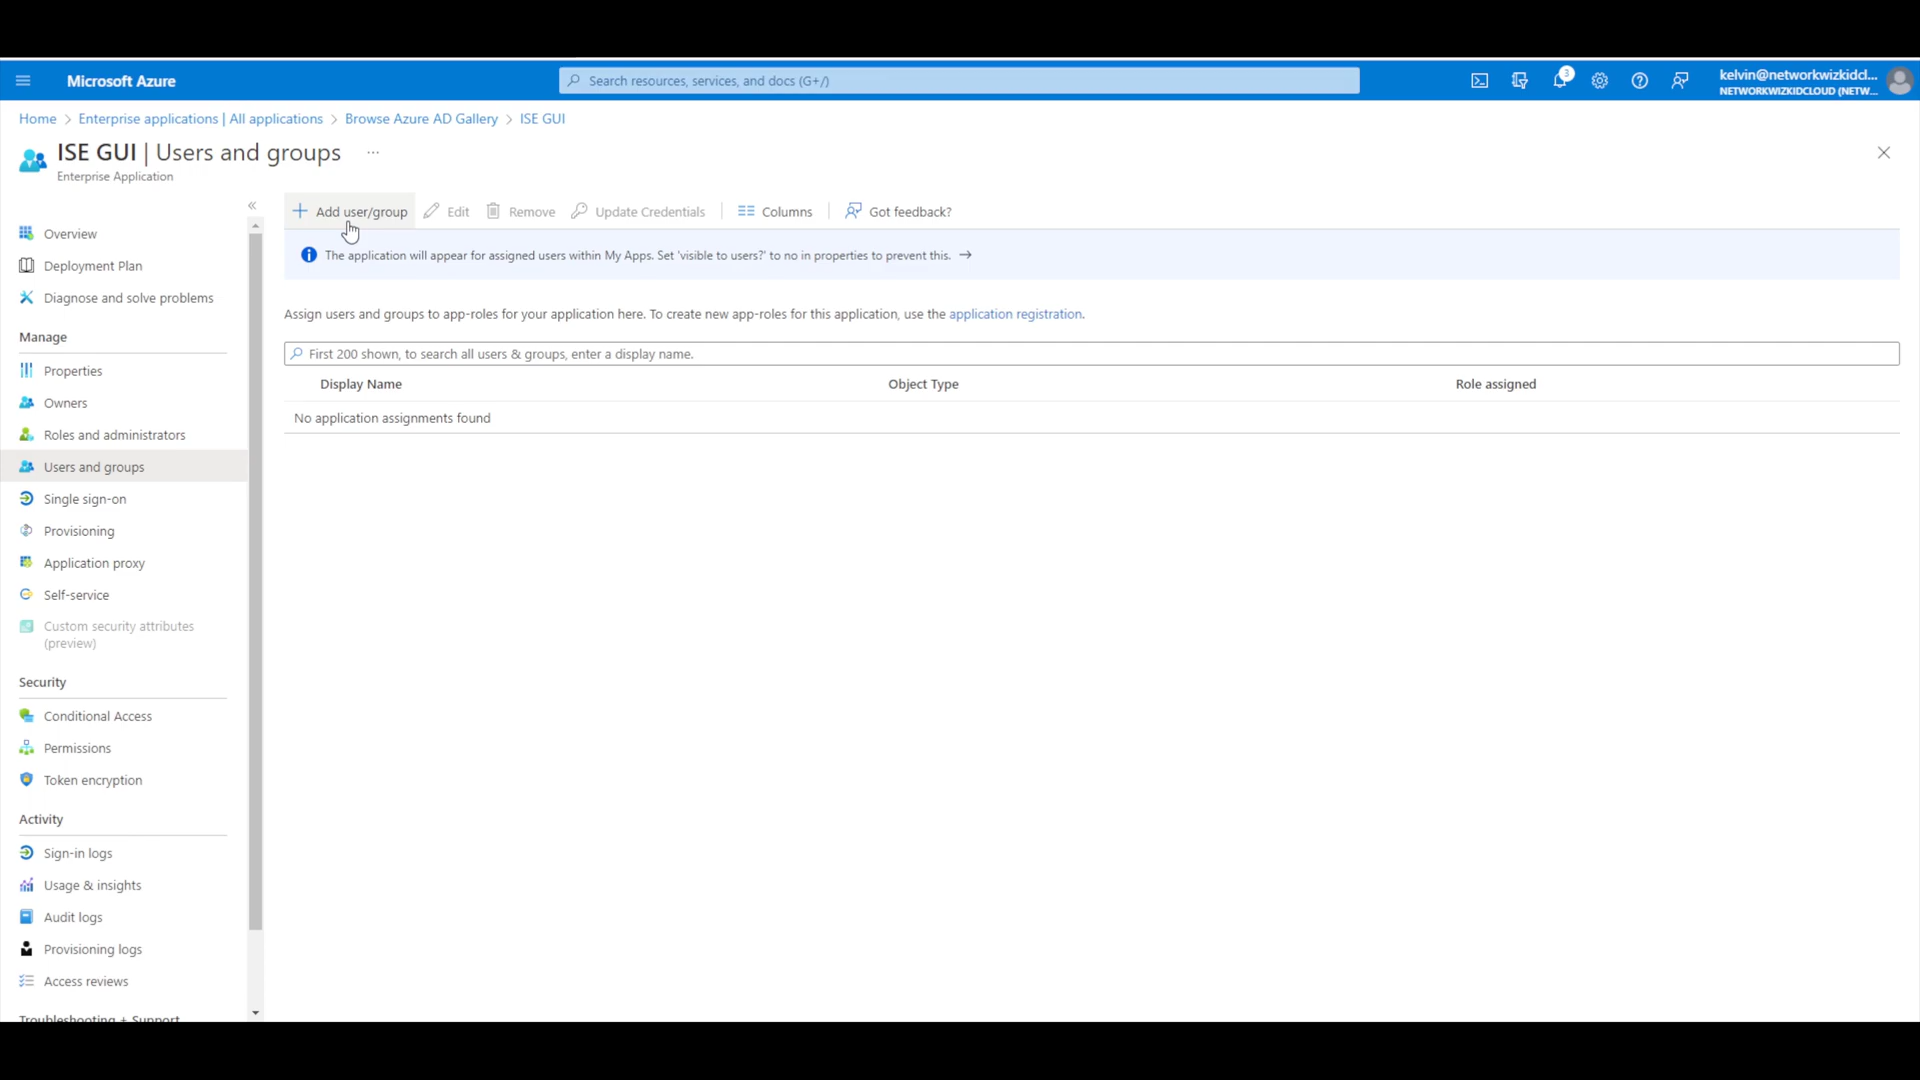 Microsoft Azure
Search resources, services, and docs (G+/)
3
kelvin@networkwizkidcl...
NETWORKWIZKIDCLOUD (NETW...
Home > Enterprise applications | All applications > Browse Azure AD Gallery > ISE GUI
ISE GUI | Users and groups ...
Enterprise Application
Add user/group
Edit
Remove
Update Credentials
Columns
Got feedback?
The application will appear for assigned users within My Apps. Set 'visible to users?' to no in properties to prevent this. →
Assign users and groups to app-roles for your application here. To create new app-roles for this application, use the application registration.
First 200 shown, to search all users & groups, enter a display name.
Display Name
Object Type
Role assigned
No application assignments found
Overview
Deployment Plan
Diagnose and solve problems
Manage
Properties
Owners
Roles and administrators
Users and groups
Single sign-on
Provisioning
Application proxy
Self-service
Custom security attributes
(preview)
Security
Conditional Access
Permissions
Token encryption
Activity
Sign-in logs
Usage & insights
Audit logs
Provisioning logs
Access reviews
Troubleshooting + Support